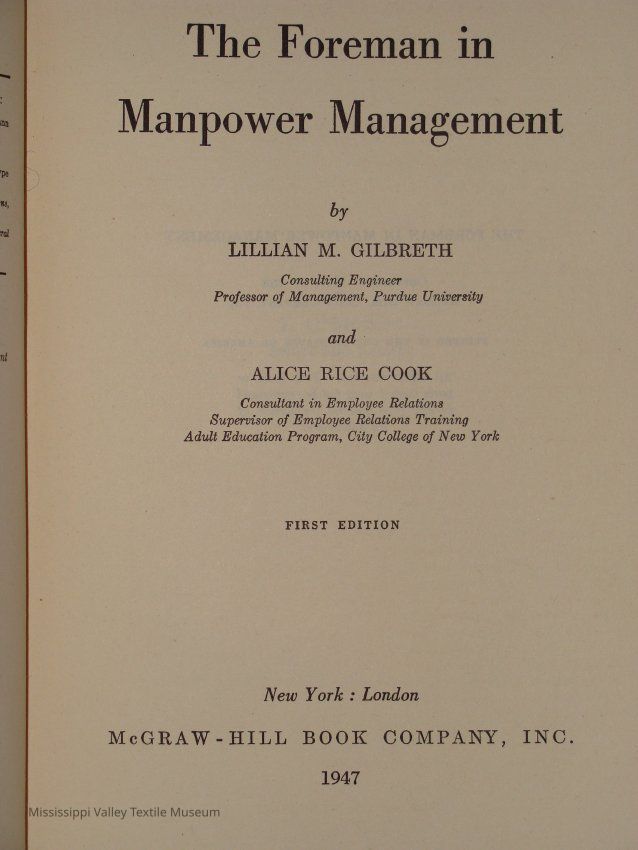 The Foreman in
Manpower Management
by
LILLIAN M. GILBRETH
Consulting Engineer
Professor of Management, Purdue University
and
ALICE RICE COOK
Consultant in Employee Relations
Supervisor of Employee Relations Training
Adult Education Program, City College of New York
FIRST EDITION
New York : London
McGRAW-HILL BOOK COMPANY, INC.
1947
Mississippi Valley Textile Museum